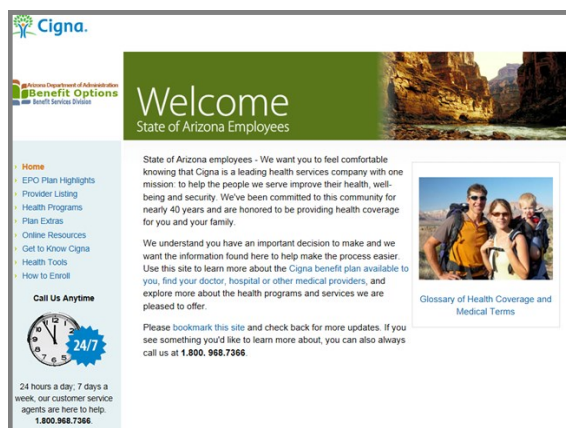 Cigna.
Arizona Department of Administration
Benefit Options
Benefit Services Division
Welcome
State of Arizona Employees
Home
EPO Plan Highlights
Provider Listing
Health Programs
Plan Extras
Online Resources
Get to Know Cigna
Health Tools
How to Enroll
Call Us Anytime
24/7
24 hours a day; 7 days a
week, our customer service
agents are here to help.
1.800.968.7366.
State of Arizona employees - We want you to feel comfortable
knowing that Cigna is a leading health services company with one
mission: to help the people we serve improve their health, well-
being and security. We've been committed to this community for
nearly 40 years and are honored to be providing health coverage
for you and your family.
We understand you have an important decision to make and we
want the information found here to help make the process easier.
Use this site to learn more about the Cigna benefit plan available to
you, find your doctor, hospital or other medical providers, and
explore more about the health programs and services we are
pleased to offer.
Please bookmark this site and check back for more updates. If you
see something you'd like to learn more about, you can also always
call us at 1.800. 968.7366.
Glossary of Health Coverage and
Medical Terms